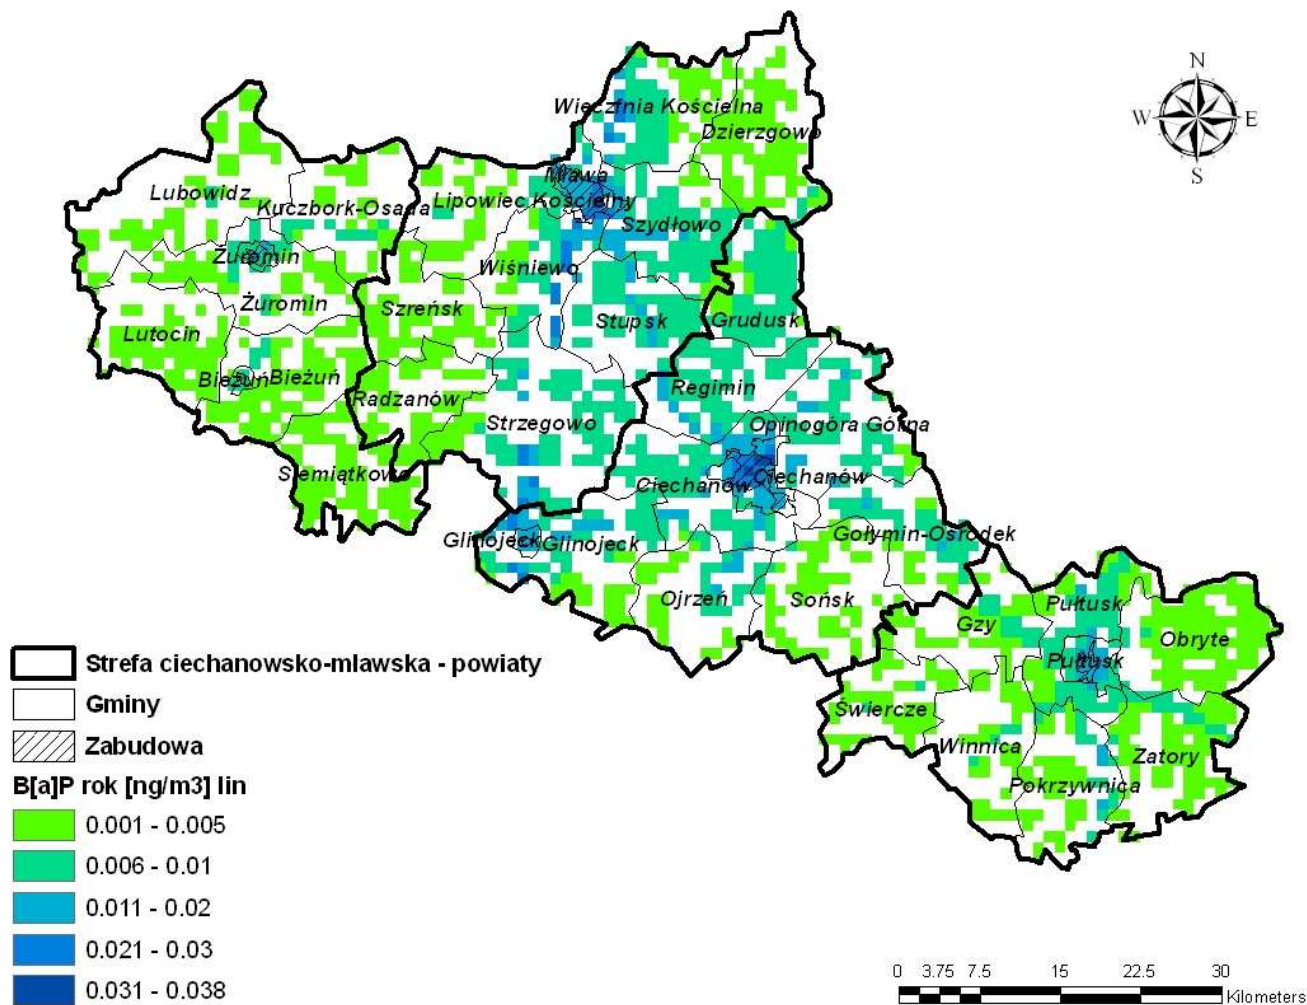 N
W E
S
Wieczfnia Kościelna
Dzierzgowo
Mława
Lubowidz
Kuczbork-Osada
Lipowiec Kościelny
Szydłowo
Żuromin
Wiśniewo
Żuromin
Szreńsk
Stupsk
Grudusk
Lutocin
Bieżuń
Bieżuń
Radzanów
Regimin
Strzegowo
Opinogóra Górna
Siemiątkowo
Ciechanów
Ciechanów
Glinojeck
Glinojeck
Gołymin-Ośrodek
Ojrzeń
Sońsk
Pułtusk
Gzy
Obryte
Pułtusk
Świercze
Winnica
Zatory
Pokrzywnica
Strefa ciechanowsko-mlawska - powiaty
Gminy
Zabudowa
B[a]P rok [ng/m3] lin
0.001 - 0.005
0.006 - 0.01
0.011 - 0.02
0.021 - 0.03
0.031 - 0.038
0 3.75 7.5 15 22.5 30
Kilometers